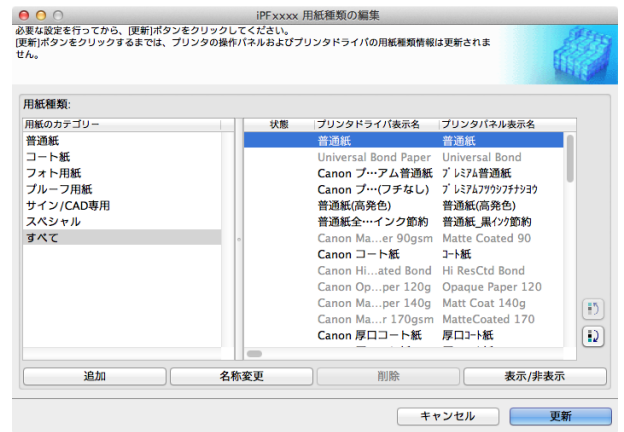 iPFxxxx 用紙種類の編集
必要な設定を行ってから、[更新]ボタンをクリックしてください。
[更新]ボタンをクリックするまでは、プリンタの操作パネルおよびプリンタドライバの用紙種類情報は更新されま
せん。
用紙種類:
用紙のカテゴリー 状態 プリンタドライバ表示名 プリンタパネル表示名
普通紙 普通紙 普通紙
コート紙 Universal Bond Paper Universal Bond
フォト用紙 Canon プ…アム普通紙 プレミアム普通紙
プルーフ用紙 Canon プ…(フチなし)
サイン/CAD専用 普通紙(高発色) 普通紙(高発色)
スペシャル 普通紙全…インク節約 普通紙_黒インク節約
すべて Canon Ma...er 90gsm Matte Coated 90
Canon コート紙 コート紙
Canon Hi...ated Bond Hi ResCtd Bond
Canon Op...per 120g Opaque Paper 120
Canon Ma...per 140g Matt Coat 140g
Canon Ma...r 170gsm MatteCoated 170
Canon 厚口コート紙 厚口コート紙
追加 名称変更 削除 表示/非表示
キャンセル 更新